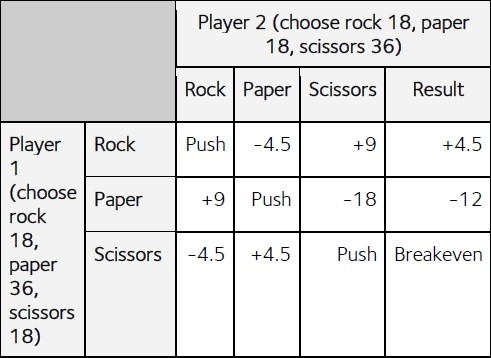 Player 2 (choose rock 18, paper
18, scissors 36)
Rock Paper Scissors Result
Player
1
(choose
rock
18,
paper
36,
scissors
18)
Rock Push -4.5 +9 +4.5
Paper +9 Push -18 -12
Scissors -4.5 +4.5 Push Breakeven